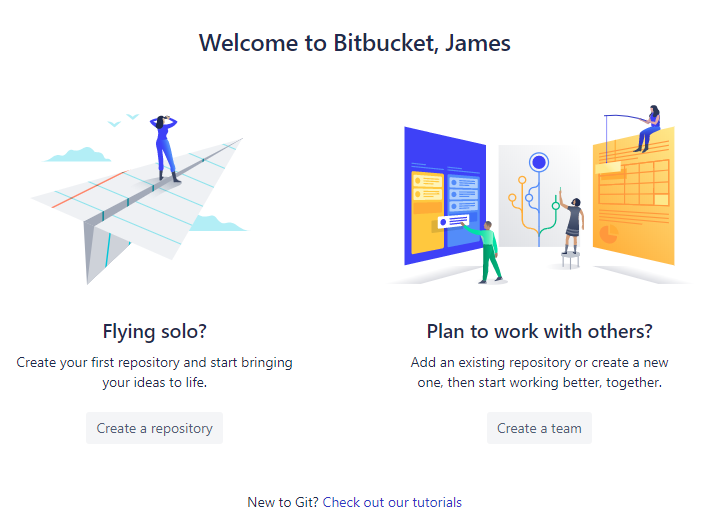 Welcome to Bitbucket, James
Flying solo?
Create your first repository and start bringing
your ideas to life.
Create a repository
Plan to work with others?
Add an existing repository or create a new
one, then start working better, together.
Create a team
New to Git? Check out our tutorials